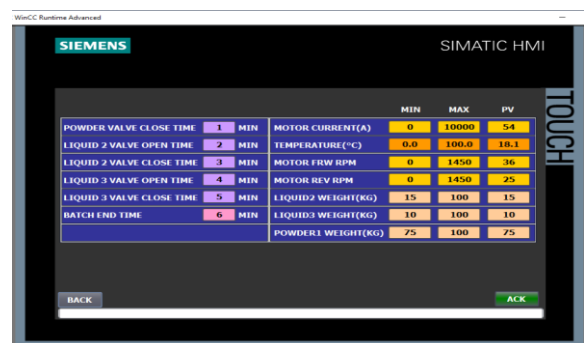 WinCC Runtime Advanced
SIEMENS SIMATIC HMI
TOUCH
MIN MAX PV
POWDER VALVE CLOSE TIME 1 MIN MOTOR CURRENT(A) 0 10000 54
LIQUID 2 VALVE OPEN TIME 2 MIN TEMPERATURE(°C) 0.0 100.0 18.1
LIQUID 2 VALVE CLOSE TIME 3 MIN MOTOR FRW RPM 0 1450 36
LIQUID 3 VALVE OPEN TIME 4 MIN MOTOR REV RPM 0 1450 25
LIQUID 3 VALVE CLOSE TIME 5 MIN LIQUID2 WEIGHT(KG) 15 100 15
BATCH END TIME 6 MIN LIQUID3 WEIGHT(KG) 10 100 10
POWDER1 WEIGHT(KG) 75 100 75
BACK ACK